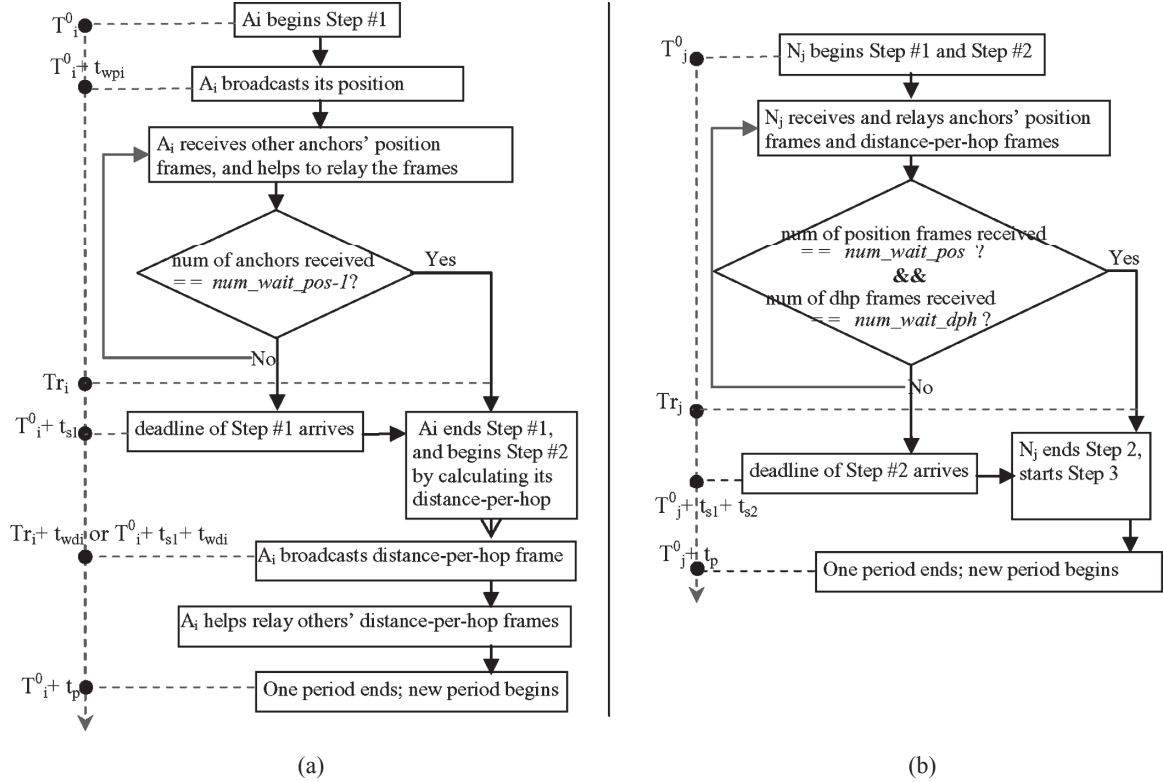 T⁰ᵢ
Ai begins Step #1
T⁰ᵢ+ t_wpi
Aᵢ broadcasts its position
Aᵢ receives other anchors’ position
frames, and helps to relay the frames
num of anchors received
== num_wait_pos-1?
Yes
No
Trᵢ
T⁰ᵢ+ t_s1
deadline of Step #1 arrives
Ai ends Step #1,
and begins Step #2
by calculating its
distance-per-hop
Trᵢ+ t_wdi or T⁰ᵢ+ t_s1+ t_wdi
Aᵢ broadcasts distance-per-hop frame
Aᵢ helps relay others’ distance-per-hop frames
T⁰ᵢ+ t_p
One period ends; new period begins
(a)
T⁰ⱼ
Nⱼ begins Step #1 and Step #2
Nⱼ receives and relays anchors’ position
frames and distance-per-hop frames
num of position frames received
== num_wait_pos ?
&&
num of dhp frames received
== num_wait_dph ?
Yes
No
Trⱼ
deadline of Step #2 arrives
Nⱼ ends Step 2,
starts Step 3
T⁰ⱼ+ t_s1+ t_s2
T⁰ⱼ+ t_p
One period ends; new period begins
(b)